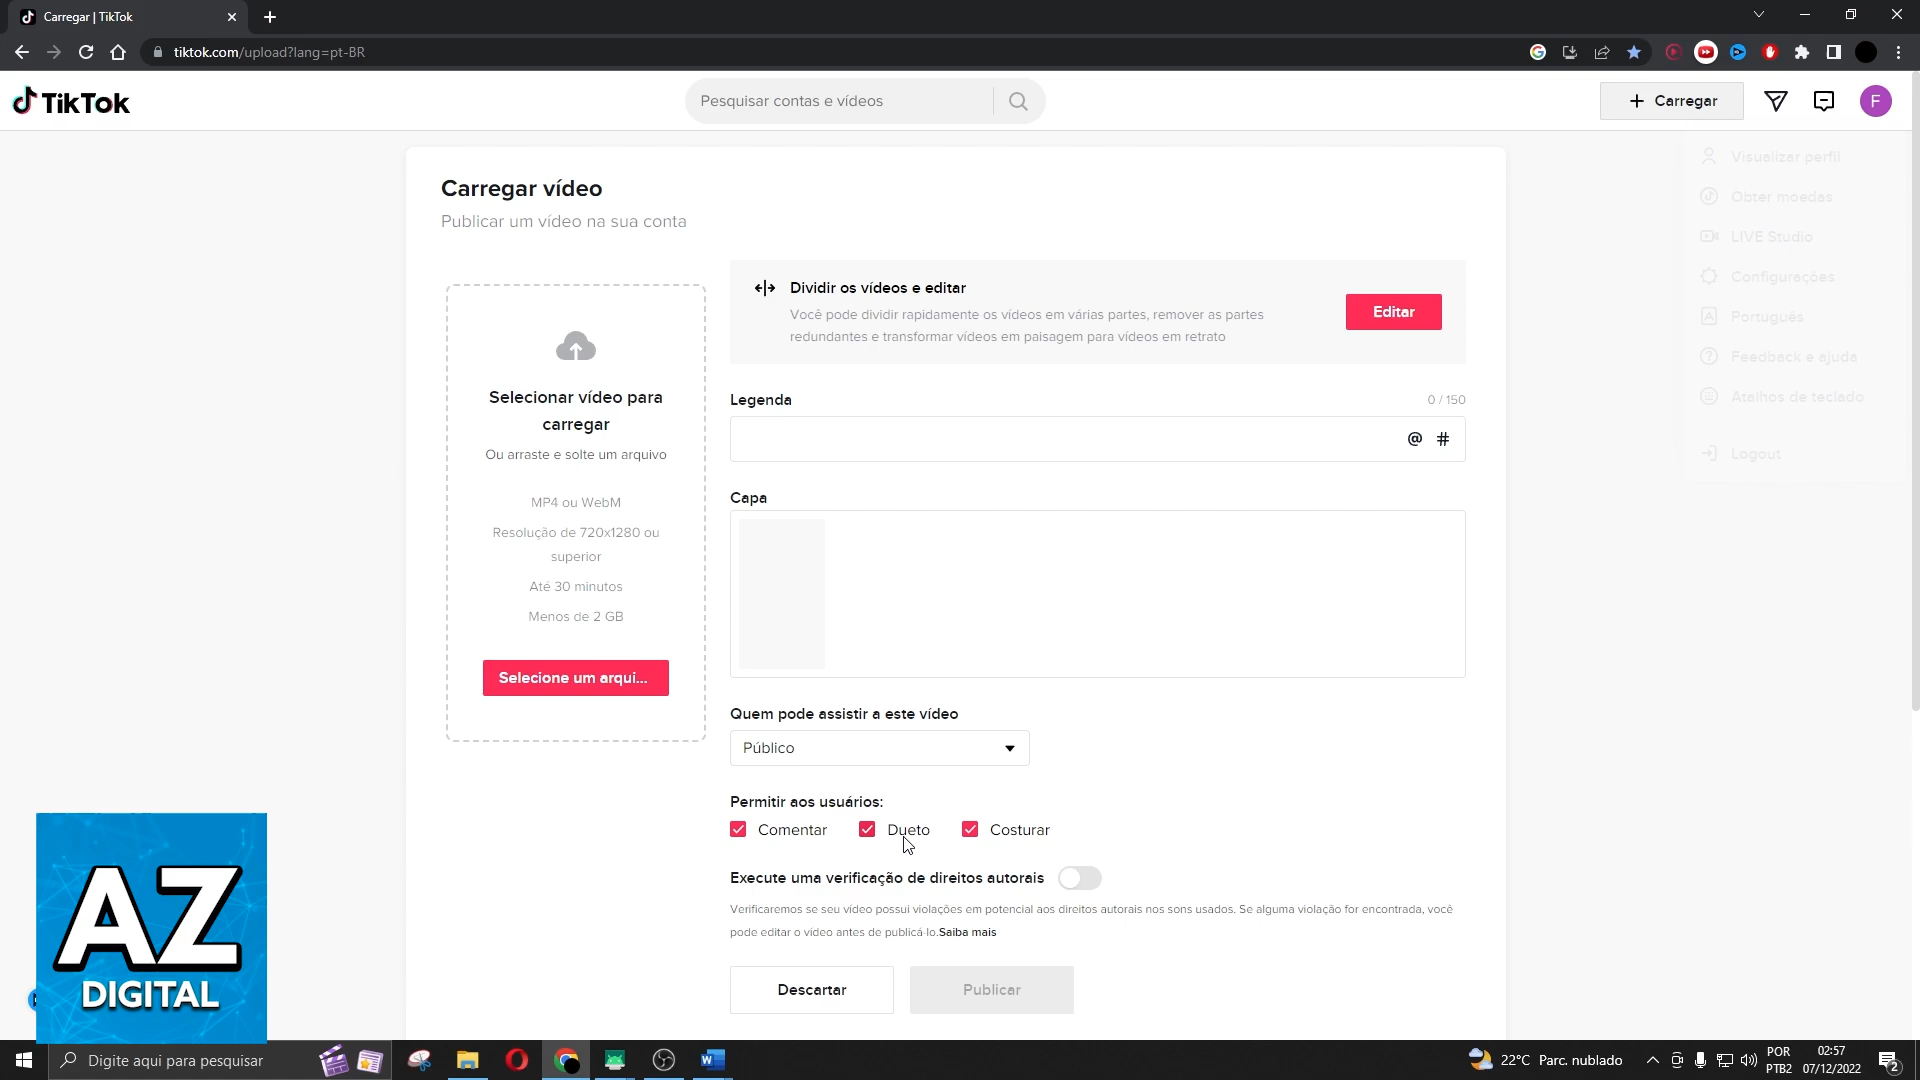 Carregar | TikTok
tiktok.com/upload?lang=pt-BR
TikTok
Pesquisar contas e vídeos
Carregar
F
Carregar vídeo
Publicar um vídeo na sua conta
Visualizar perfil
Obter moedas
LIVE Studio
Configurações
Português
Feedback e ajuda
Atalhos de teclado
Logout
Selecionar vídeo para
carregar
Ou arraste e solte um arquivo
MP4 ou WebM
Resolução de 720x1280 ou
superior
Até 30 minutos
Menos de 2 GB
Selecione um arqui...
Dividir os vídeos e editar
Você pode dividir rapidamente os vídeos em várias partes, remover as partes
redundantes e transformar vídeos em paisagem para vídeos em retrato
Editar
Legenda
0 / 150
@ #
Capa
Quem pode assistir a este vídeo
Público
Permitir aos usuários:
Comentar Dueto Costurar
Execute uma verificação de direitos autorais
Verificaremos se seu vídeo possui violações em potencial aos direitos autorais nos sons usados. Se alguma violação for encontrada, você
pode editar o vídeo antes de publicá-lo.Saiba mais
Descartar
Publicar
AZ
DIGITAL
Digite aqui para pesquisar
22°C Parc. nublado
POR
PTB2
02:57
07/12/2022
2